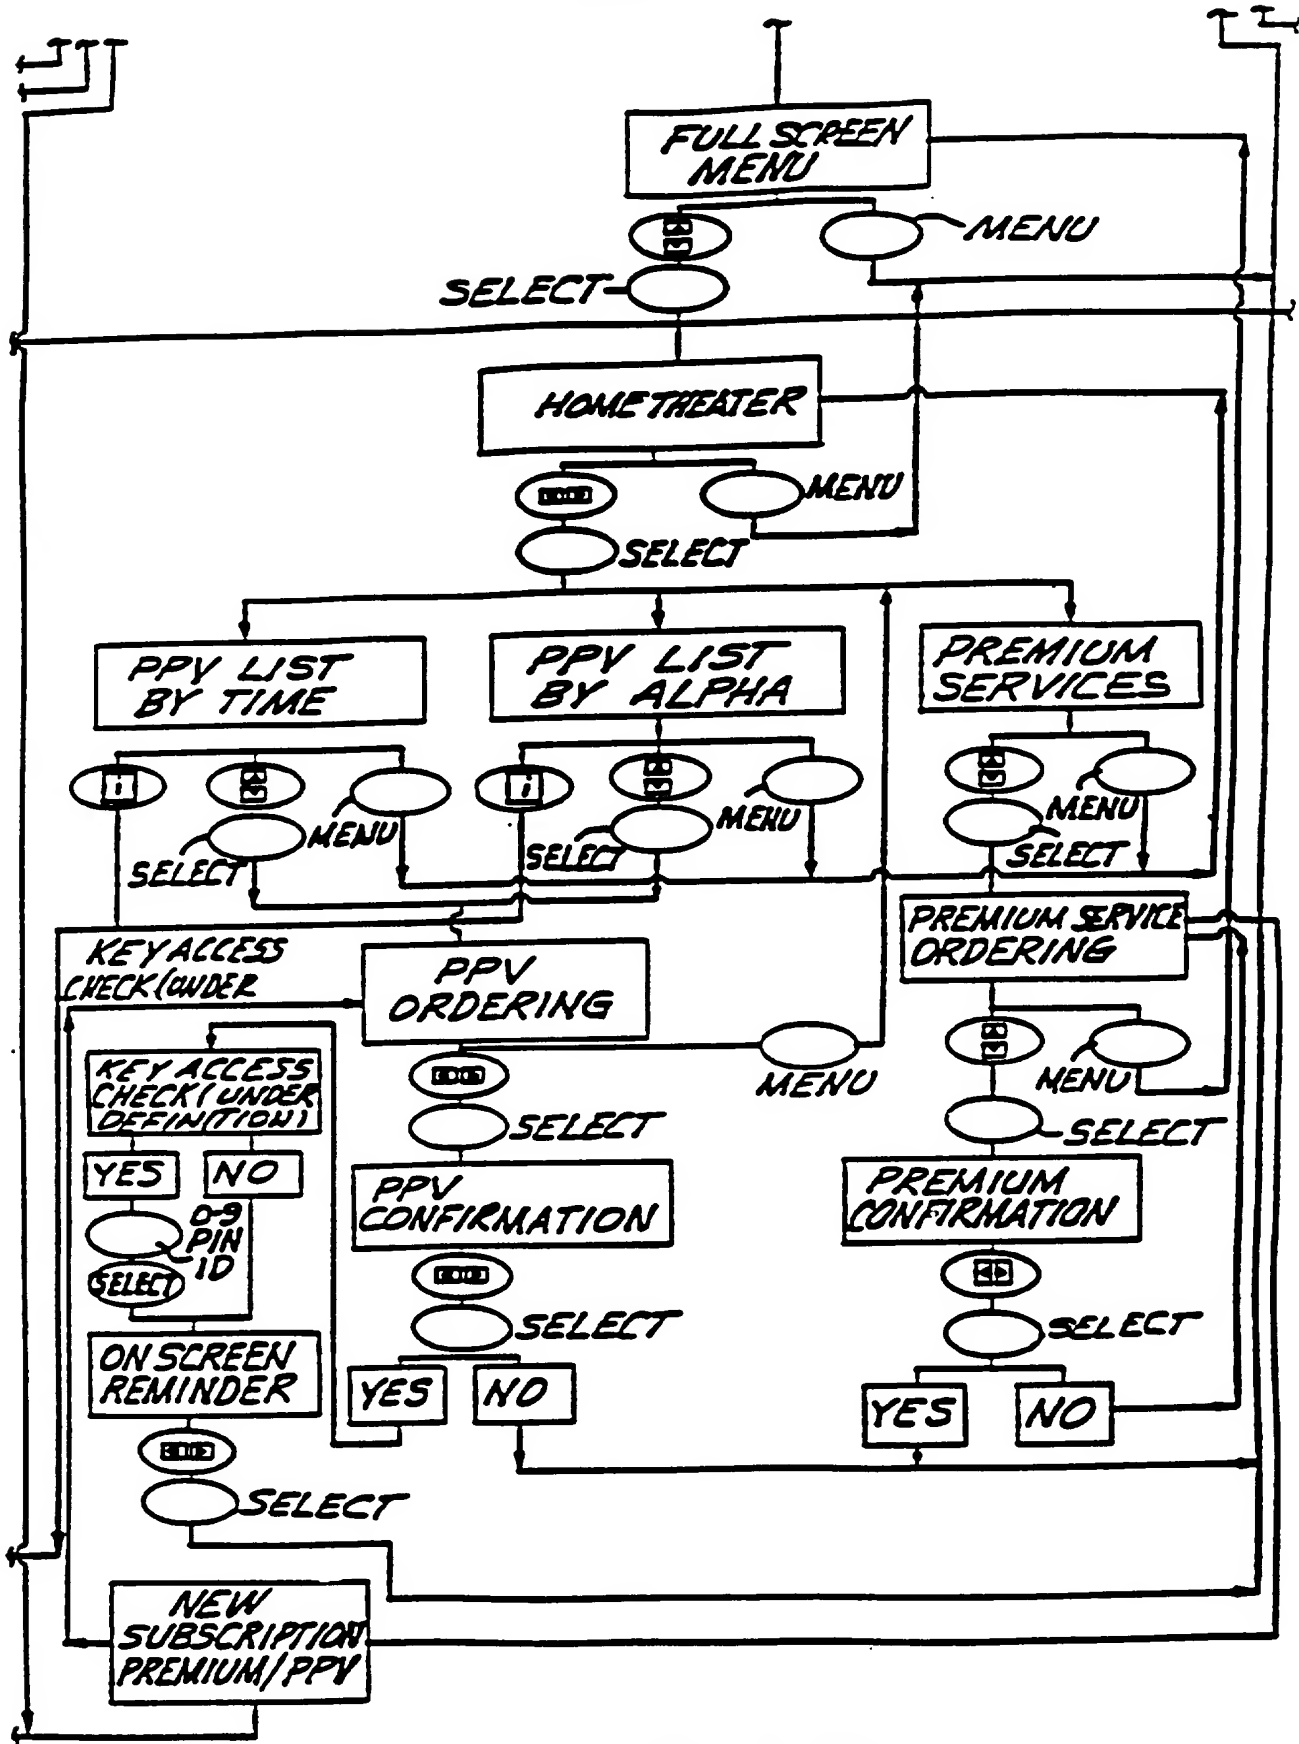 FULL SCREEN
MENU
MENU
SELECT
HOME THEATER
MENU
SELECT
PPV LIST
BY TIME
PPV LIST
BY ALPHA
PREMIUM
SERVICES
i
i
MENU
SELECT
MENU
SELECT
MENU
SELECT
KEY ACCESS
CHECK (UNDER
PPV
ORDERING
PREMIUM SERVICE
ORDERING
KEY ACCESS
CHECK (UNDER
DEFINITION)
MENU
MENU
SELECT
SELECT
YES
NO
PPV
CONFIRMATION
PREMIUM
CONFIRMATION
0-9
PIN
ID
SELECT
SELECT
SELECT
ON SCREEN
REMINDER
YES
NO
YES
NO
SELECT
NEW
SUBSCRIPTION
PREMIUM/PPV